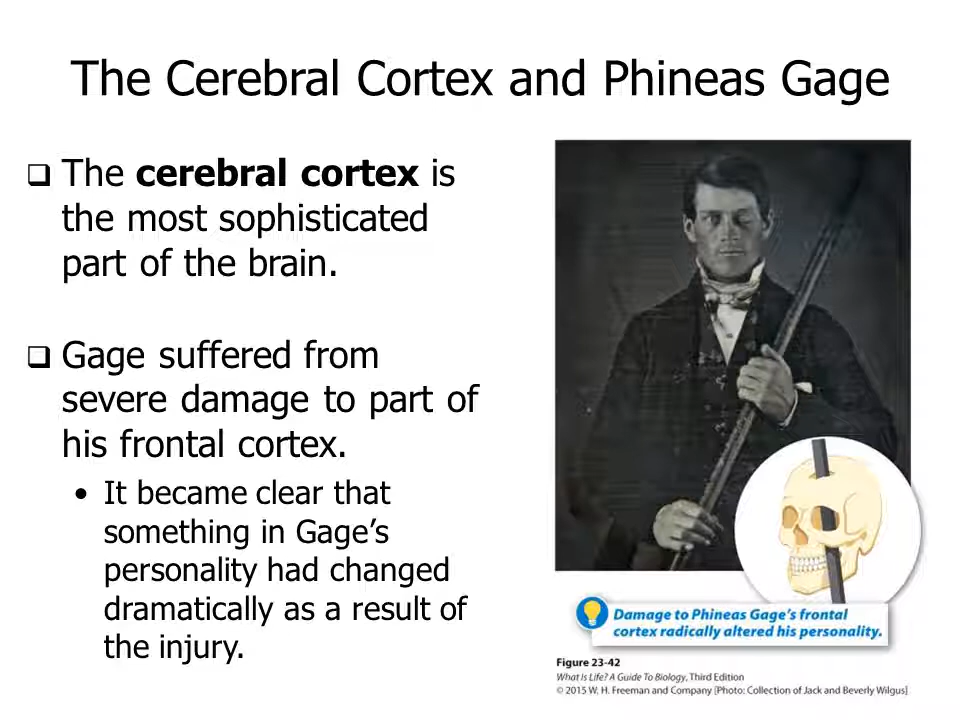 The Cerebral Cortex and Phineas Gage
The cerebral cortex is
the most sophisticated
part of the brain.
Gage suffered from
severe damage to part of
his frontal cortex.
• It became clear that
something in Gage’s
personality had changed
dramatically as a result of
the injury.
Damage to Phineas Gage’s frontal
cortex radically altered his personality.
Figure 23-42
What Is Life? A Guide To Biology, Third Edition
© 2015 W. H. Freeman and Company [Photo: Collection of Jack and Beverly Wilgus]